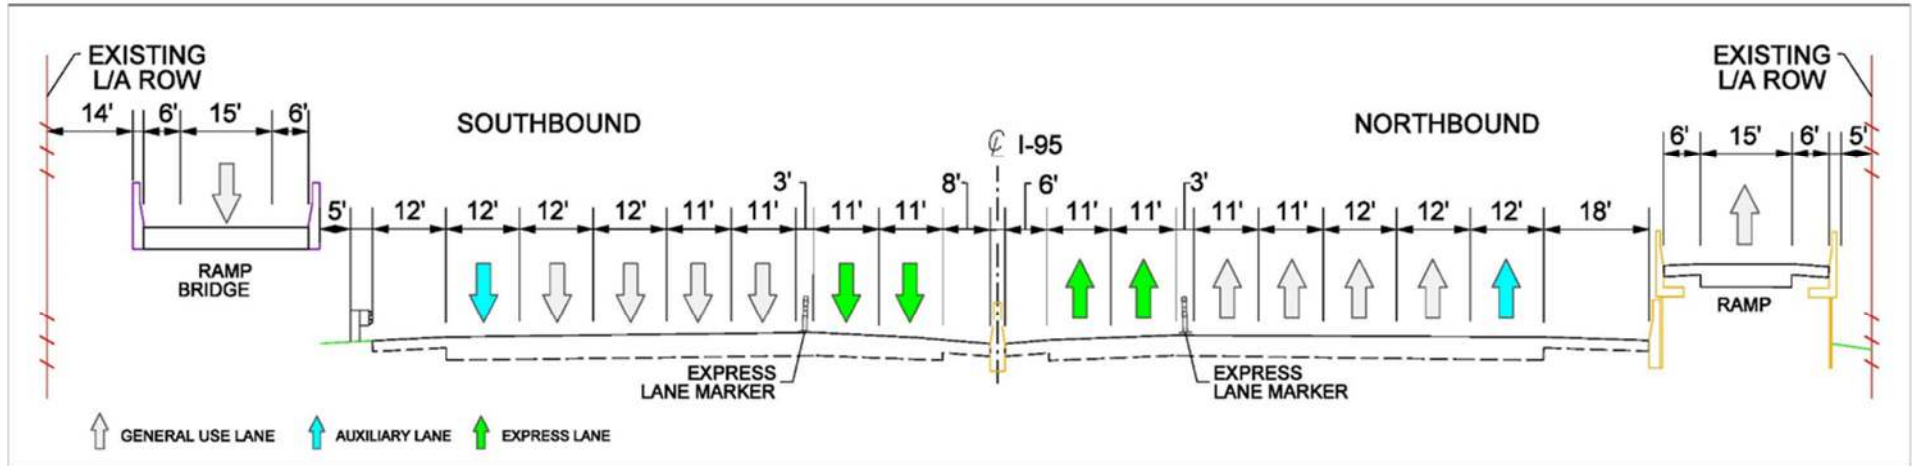 EXISTING
L/A ROW
EXISTING
L/A ROW
14' 6' 15' 6'
SOUTHBOUND
NORTHBOUND
℄ I-95
6' 15' 6' 5'
3' 8' 6' 3'
5' 12' 12' 12' 12' 11' 11' 11' 11' 11' 11' 11' 11' 12' 12' 12' 18'
RAMP
BRIDGE
RAMP
EXPRESS
LANE MARKER
EXPRESS
LANE MARKER
GENERAL USE LANE
AUXILIARY LANE
EXPRESS LANE